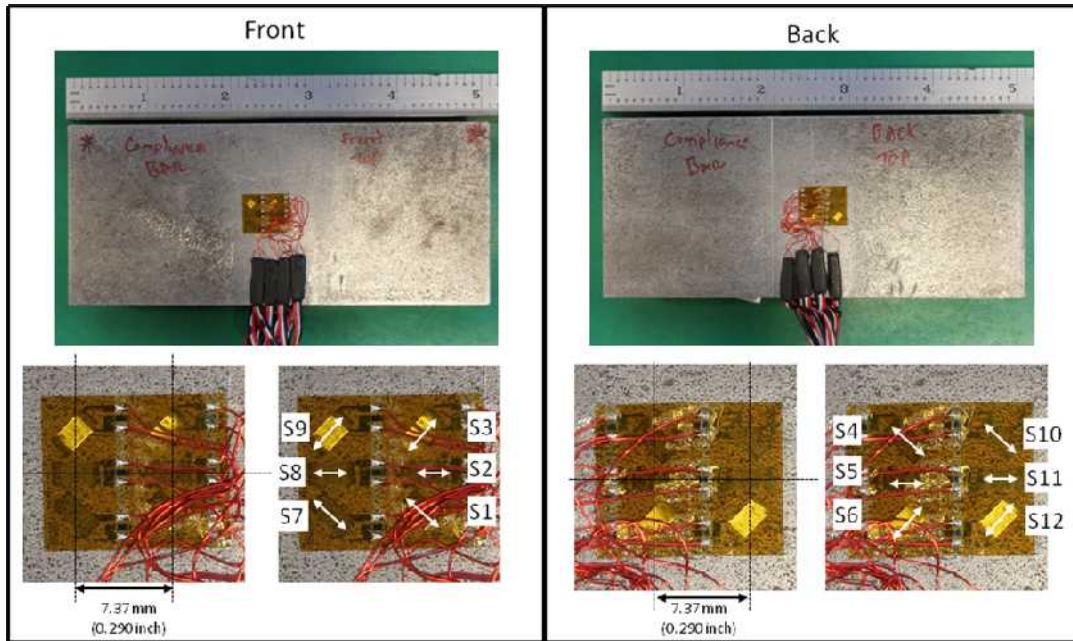 Front
Back
1 2 3 4 5
1 2 3 4 5
Compliance
Bar
Front
Top
Compliance
Bar
BACK
TOP
S9
S3
S8
S2
S7
S1
S4
S10
S5
S11
S6
S12
7.37 mm
(0.290 inch)
7.37 mm
(0.290 inch)